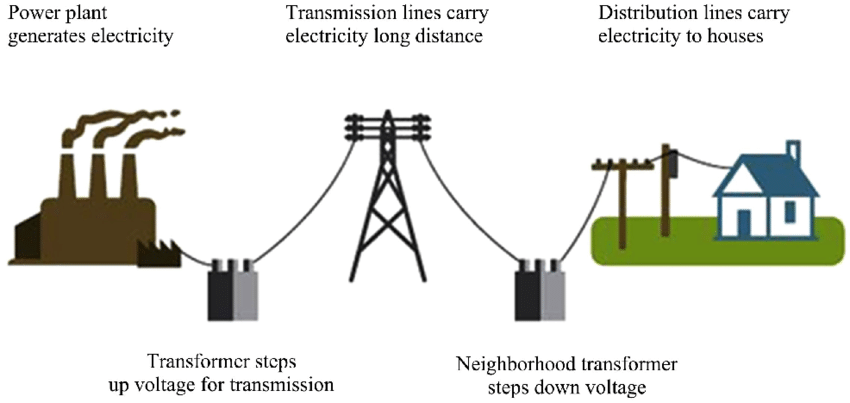 Power plant
generates electricity
Transmission lines carry
electricity long distance
Distribution lines carry
electricity to houses
Transformer steps
up voltage for transmission
Neighborhood transformer
steps down voltage